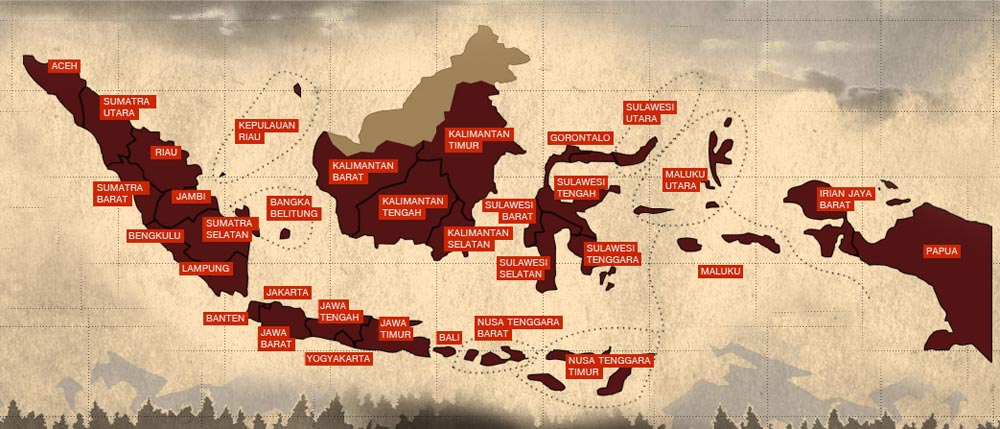 ACEH
SUMATRA
UTARA
RIAU
KEPULAUAN
RIAU
SUMATRA
BARAT
JAMBI
BENGKULU
SUMATRA
SELATAN
BANGKA
BELITUNG
LAMPUNG
KALIMANTAN
BARAT
KALIMANTAN
TIMUR
KALIMANTAN
TENGAH
KALIMANTAN
SELATAN
GORONTALO
SULAWESI
UTARA
SULAWESI
TENGAH
SULAWESI
BARAT
SULAWESI
SELATAN
SULAWESI
TENGGARA
MALUKU
UTARA
MALUKU
IRIAN JAYA
BARAT
PAPUA
BANTEN
JAKARTA
JAWA
BARAT
JAWA
TENGAH
YOGYAKARTA
JAWA
TIMUR
BALI
NUSA TENGGARA
BARAT
NUSA TENGGARA
TIMUR